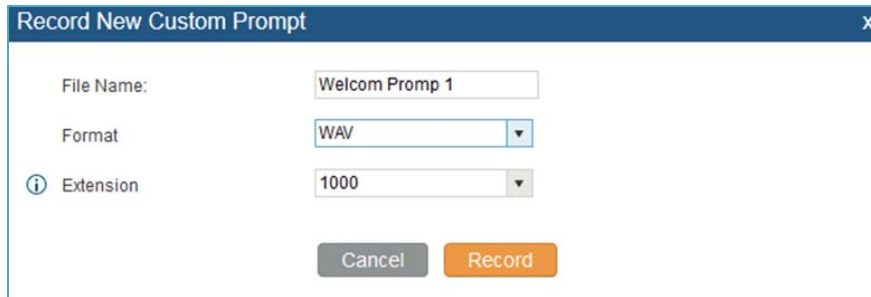 Record New Custom Prompt x
File Name: Welcom Promp 1
Format WAV
Extension 1000
Cancel Record